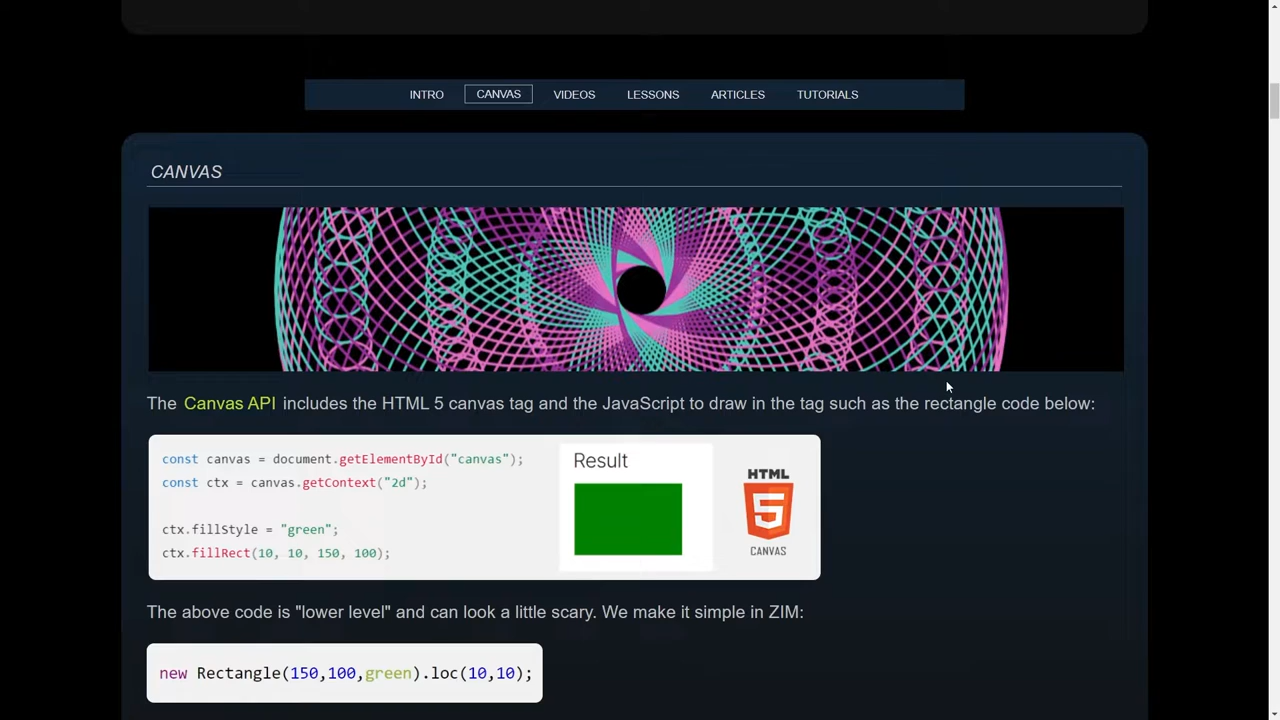 INTRO CANVAS VIDEOS LESSONS ARTICLES TUTORIALS
CANVAS
The Canvas API includes the HTML 5 canvas tag and the JavaScript to draw in the tag such as the rectangle code below:
const canvas = document.getElementById("canvas");
const ctx = canvas.getContext("2d");
ctx.fillStyle = "green";
ctx.fillRect(10, 10, 150, 100);
Result
HTML
5
CANVAS
The above code is "lower level" and can look a little scary. We make it simple in ZIM:
new Rectangle(150,100,green).loc(10,10);